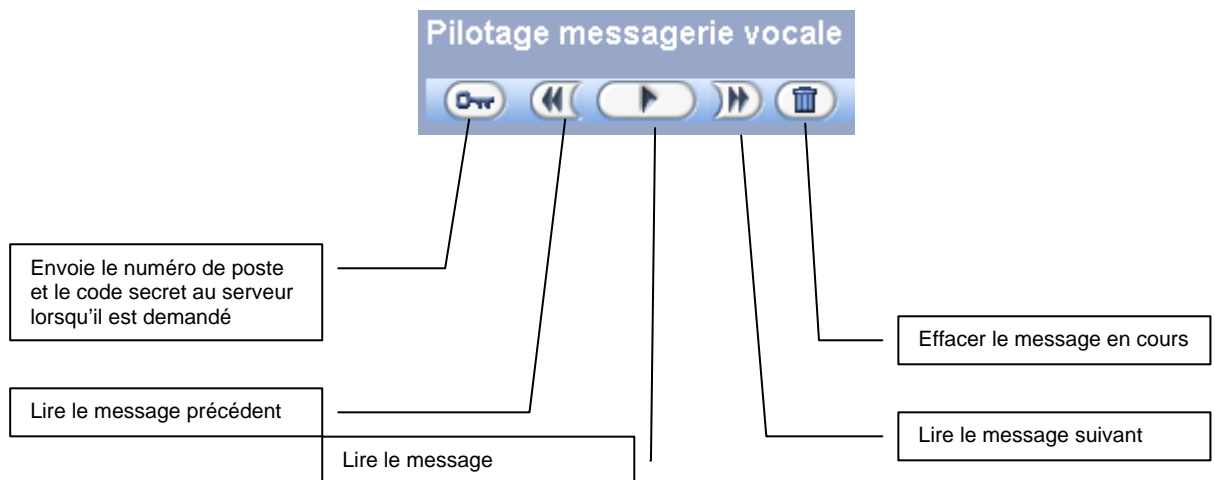 Pilotage messagerie vocale
Envoie le numéro de poste
et le code secret au serveur
lorsqu'il est demandé
Effacer le message en cours
Lire le message précédent
Lire le message suivant
Lire le message